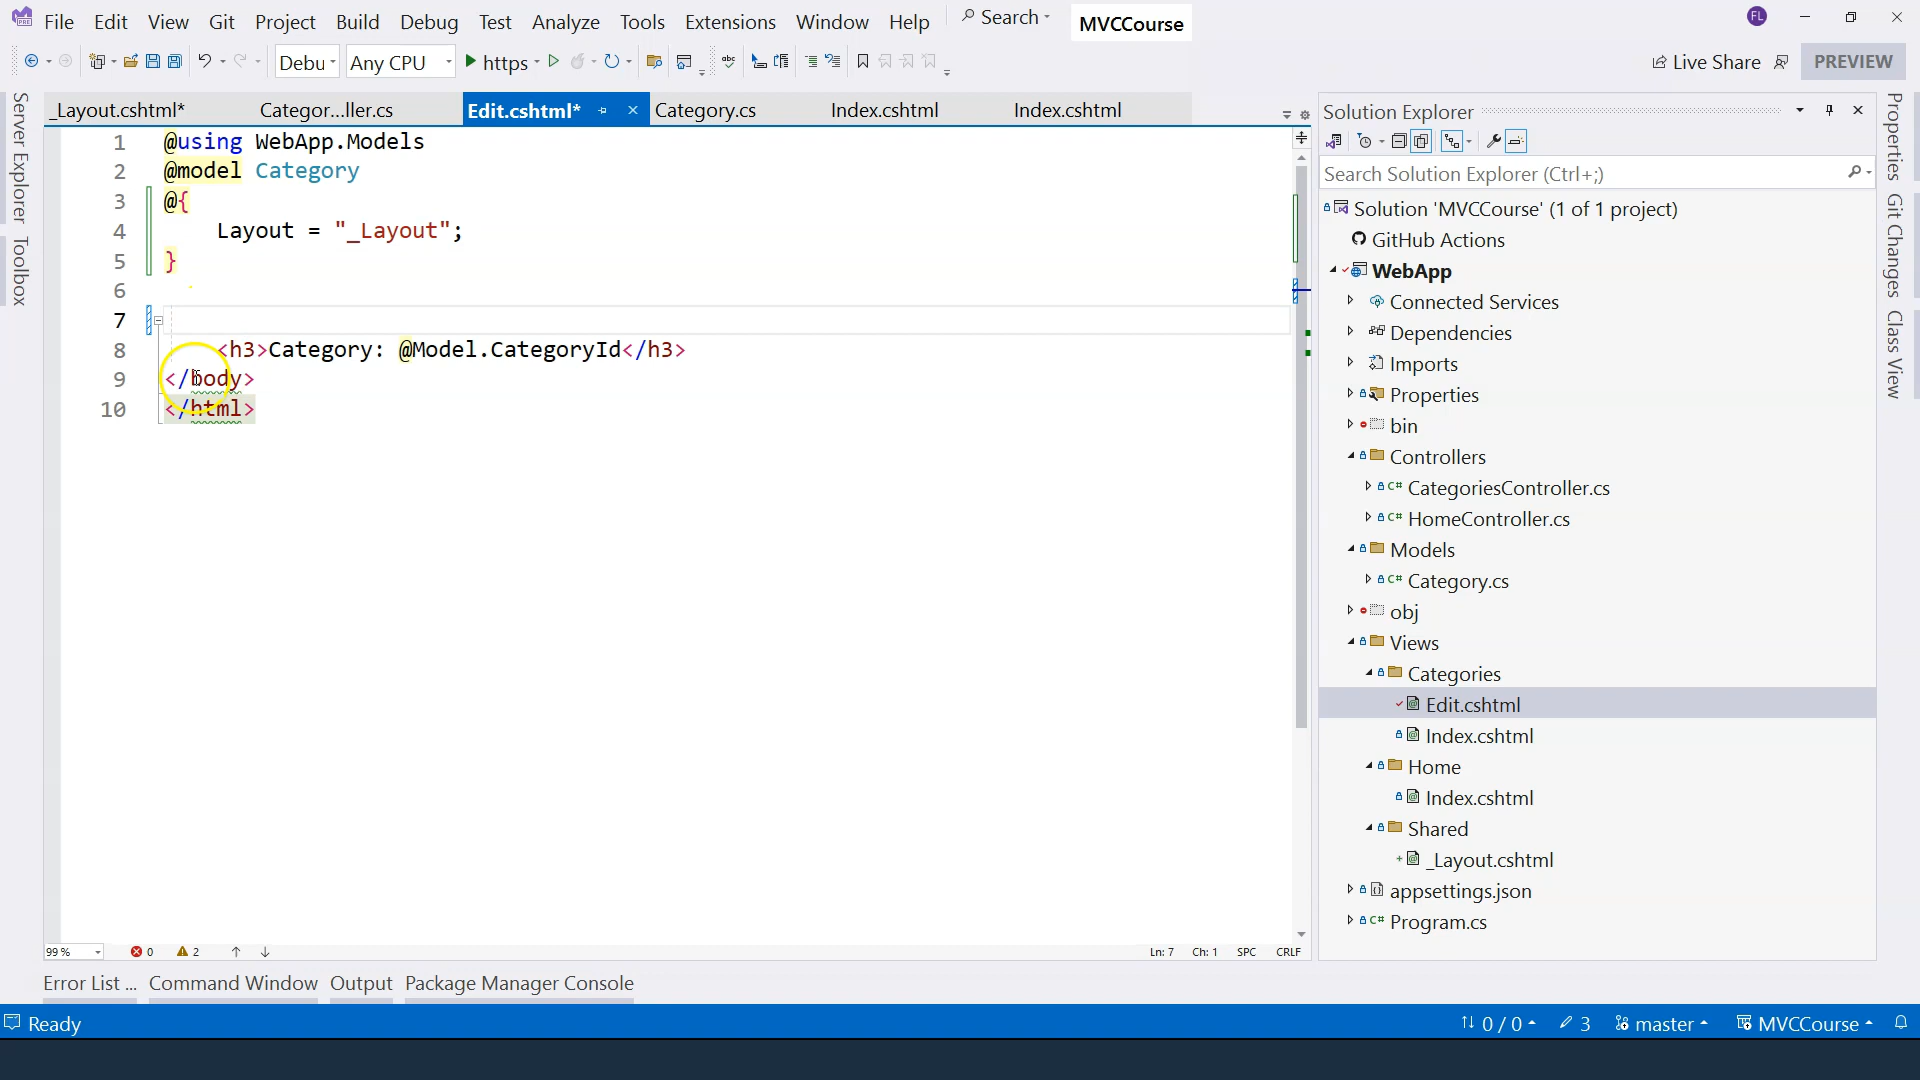 File Edit View Git Project Build Debug Test Analyze Tools Extensions Window Help Search MVCCourse FL
Debu Any CPU https Live Share PREVIEW
Server Explorer
Toolbox
_Layout.cshtml* Categor...ller.cs Edit.cshtml* Category.cs Index.cshtml Index.cshtml
1 @using WebApp.Models
2 @model Category
3 @{
4 Layout = "_Layout";
5 }
6
7
8 <h3>Category: @Model.CategoryId</h3>
9 </body>
10 </html>
99 % 0 2 Ln: 7 Ch: 1 SPC CRLF
Solution Explorer
Search Solution Explorer (Ctrl+;)
Solution 'MVCCourse' (1 of 1 project)
GitHub Actions
WebApp
Connected Services
Dependencies
Imports
Properties
bin
Controllers
C# CategoriesController.cs
C# HomeController.cs
Models
C# Category.cs
obj
Views
Categories
Edit.cshtml
Index.cshtml
Home
Index.cshtml
Shared
_Layout.cshtml
appsettings.json
C# Program.cs
Properties
Git Changes
Class View
Error List ... Command Window Output Package Manager Console
Ready 0 / 0 3 master MVCCourse